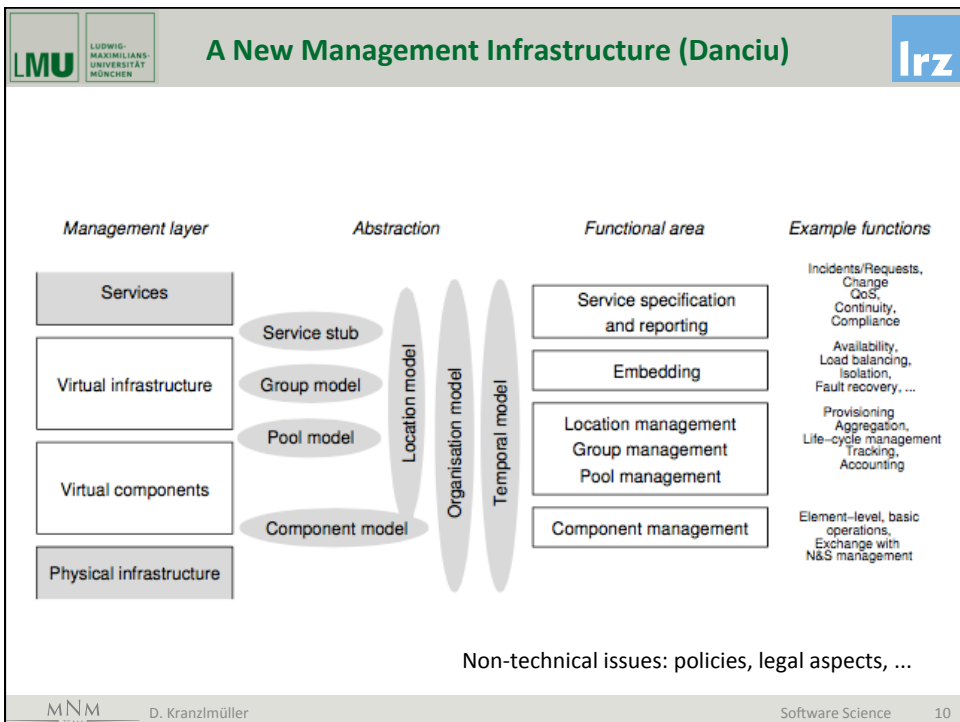 LMU
LUDWIG-
MAXIMILIANS-
UNIVERSITÄT
MÜNCHEN
A New Management Infrastructure (Danciu)
lrz
Management layer
Abstraction
Functional area
Example functions
Services
Virtual infrastructure
Virtual components
Physical infrastructure
Service stub
Group model
Pool model
Component model
Location model
Organisation model
Temporal model
Service specification
and reporting
Embedding
Location management
Group management
Pool management
Component management
Incidents/Requests,
Change
QoS,
Continuity,
Compliance
Availability,
Load balancing,
Isolation,
Fault recovery, ...
Provisioning
Aggregation,
Life–cycle management
Tracking,
Accounting
Element–level, basic
operations,
Exchange with
N&S management
Non-technical issues: policies, legal aspects, ...
MNM
TEAM
D. Kranzlmüller
Software Science
10